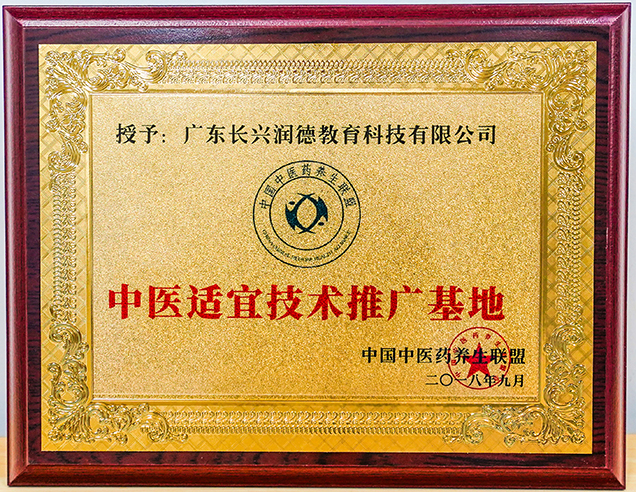 授予：广东长兴润德教育科技有限公司
中国中医药养生联盟
中医适宜技术推广基地
中国中医药养生联盟
二〇一八年九月